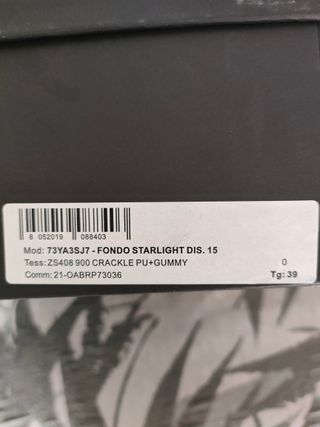 8 052019 088403
Mod: 73YA3SJ7 - FONDO STARLIGHT DIS. 15
Tess: ZS408 900 CRACKLE PU+GUMMY 0
Comm: 21-OABRP73036 Tg: 39